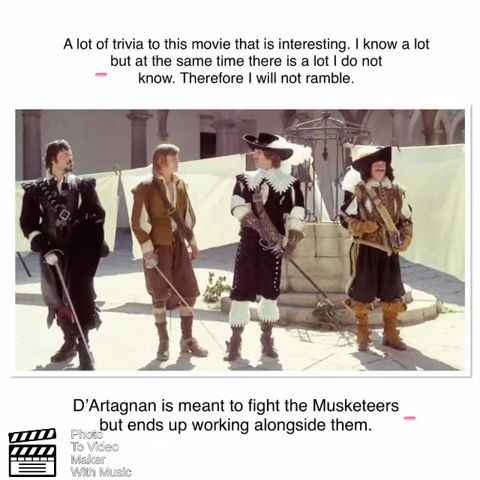 A lot of trivia to this movie that is interesting. I know a lot
but at the same time there is a lot I do not
know. Therefore I will not ramble.
D'Artagnan is meant to fight the Musketeers
but ends up working alongside them.
Photo
To Video
Maker
With Music